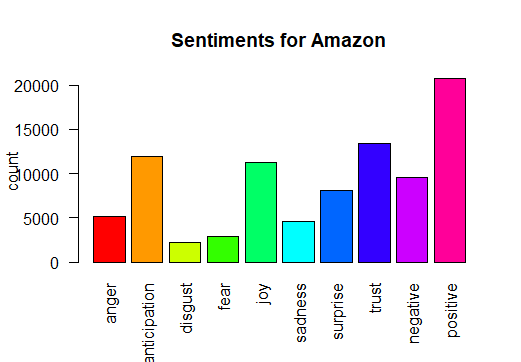 Sentiments for Amazon
count
20000
15000
10000
5000
0
anger
anticipation
disgust
fear
joy
sadness
surprise
trust
negative
positive